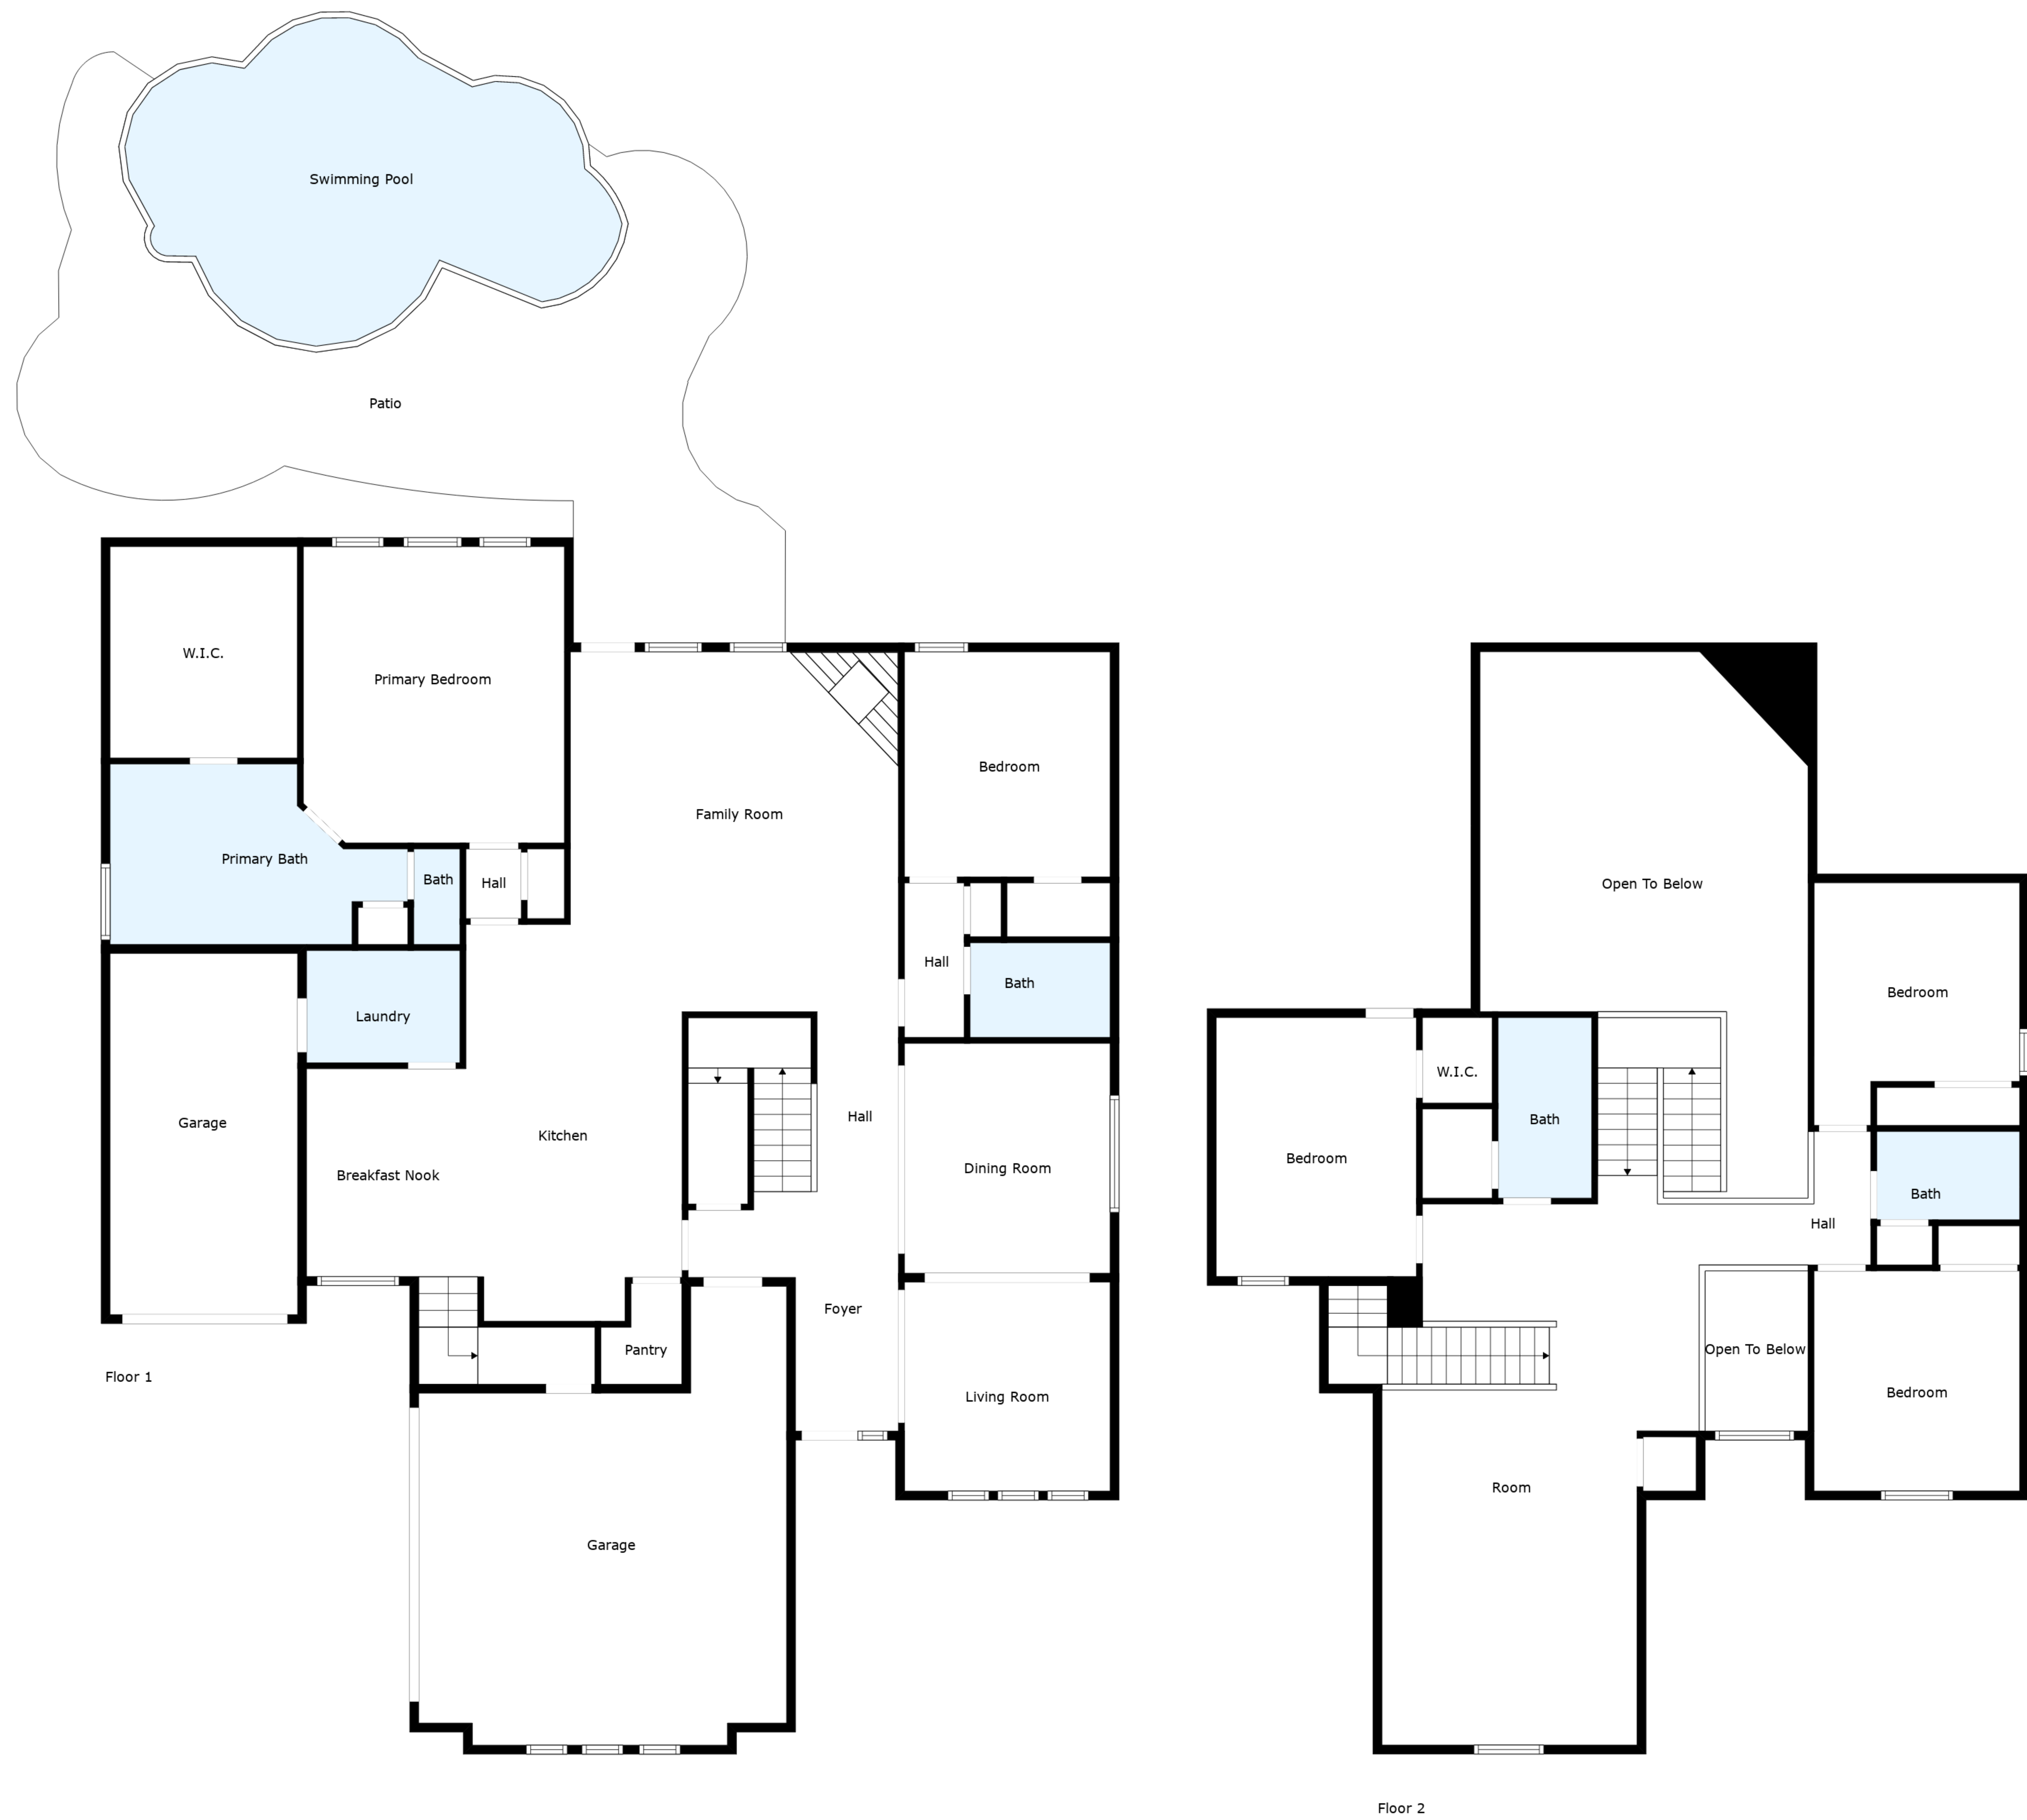 Swimming Pool
Patio
W.I.C.
Primary Bedroom
Bedroom
Family Room
Primary Bath
Bath
Hall
Hall
Bath
Laundry
Garage
Kitchen
Hall
Breakfast Nook
Dining Room
Foyer
Pantry
Living Room
Floor 1
Garage
Open To Below
Bedroom
W.I.C.
Bath
Bedroom
Bath
Hall
Open To Below
Bedroom
Room
Floor 2